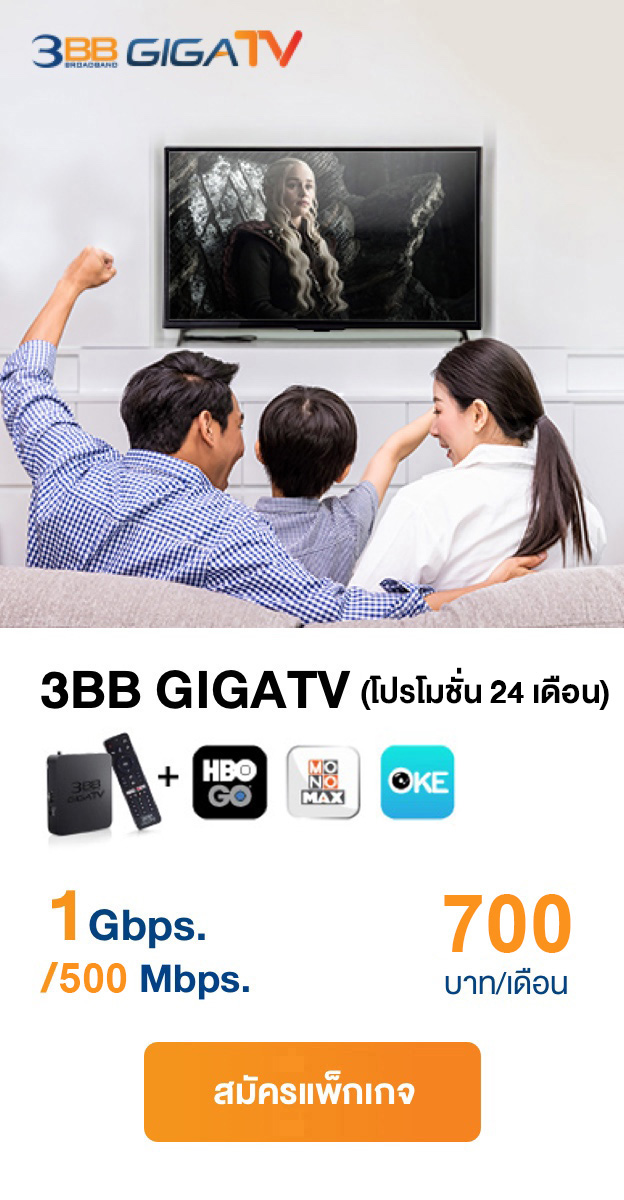 3BB GIGATV
BROADBAND
3BB GIGATV (โปรโมชั่น 24 เดือน)
3BB
GIGATV
+
HBO
GO
MO
NO
MAX
OKE
1 Gbps.
/500 Mbps.
700
บาท/เดือน
สมัครแพ็กเกจ